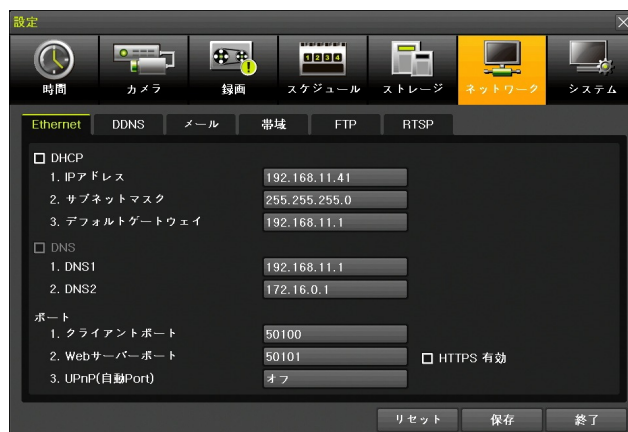 設定
1 2 3 4
時間 カメラ 録画 スケジュール ストレージ ネットワーク システム
Ethernet DDNS メール 帯域 FTP RTSP
DHCP
1. IPアドレス 192.168.11.41
2. サブネットマスク 255.255.255.0
3. デフォルトゲートウェイ 192.168.11.1
DNS
1. DNS1 192.168.11.1
2. DNS2 172.16.0.1
ポート
1. クライアントポート 50100
2. Webサーバーポート 50101 HTTPS 有効
3. UPnP(自動Port) オフ
リセット 保存 終了